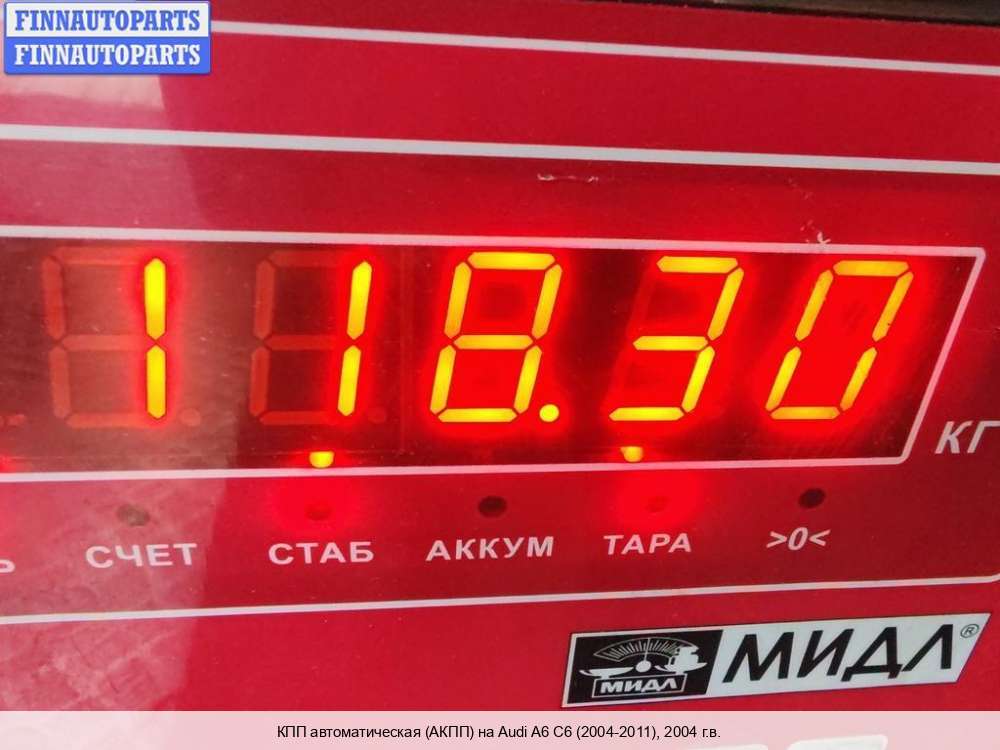 FINNAUTOPARTS
FINNAUTOPARTS
118.30
КГ
СЧЕТ СТАБ АККУМ ТАРА >0<
МИДЛ МИДЛ®
КПП автоматическая (АКПП) на Audi A6 C6 (2004-2011), 2004 г.в.